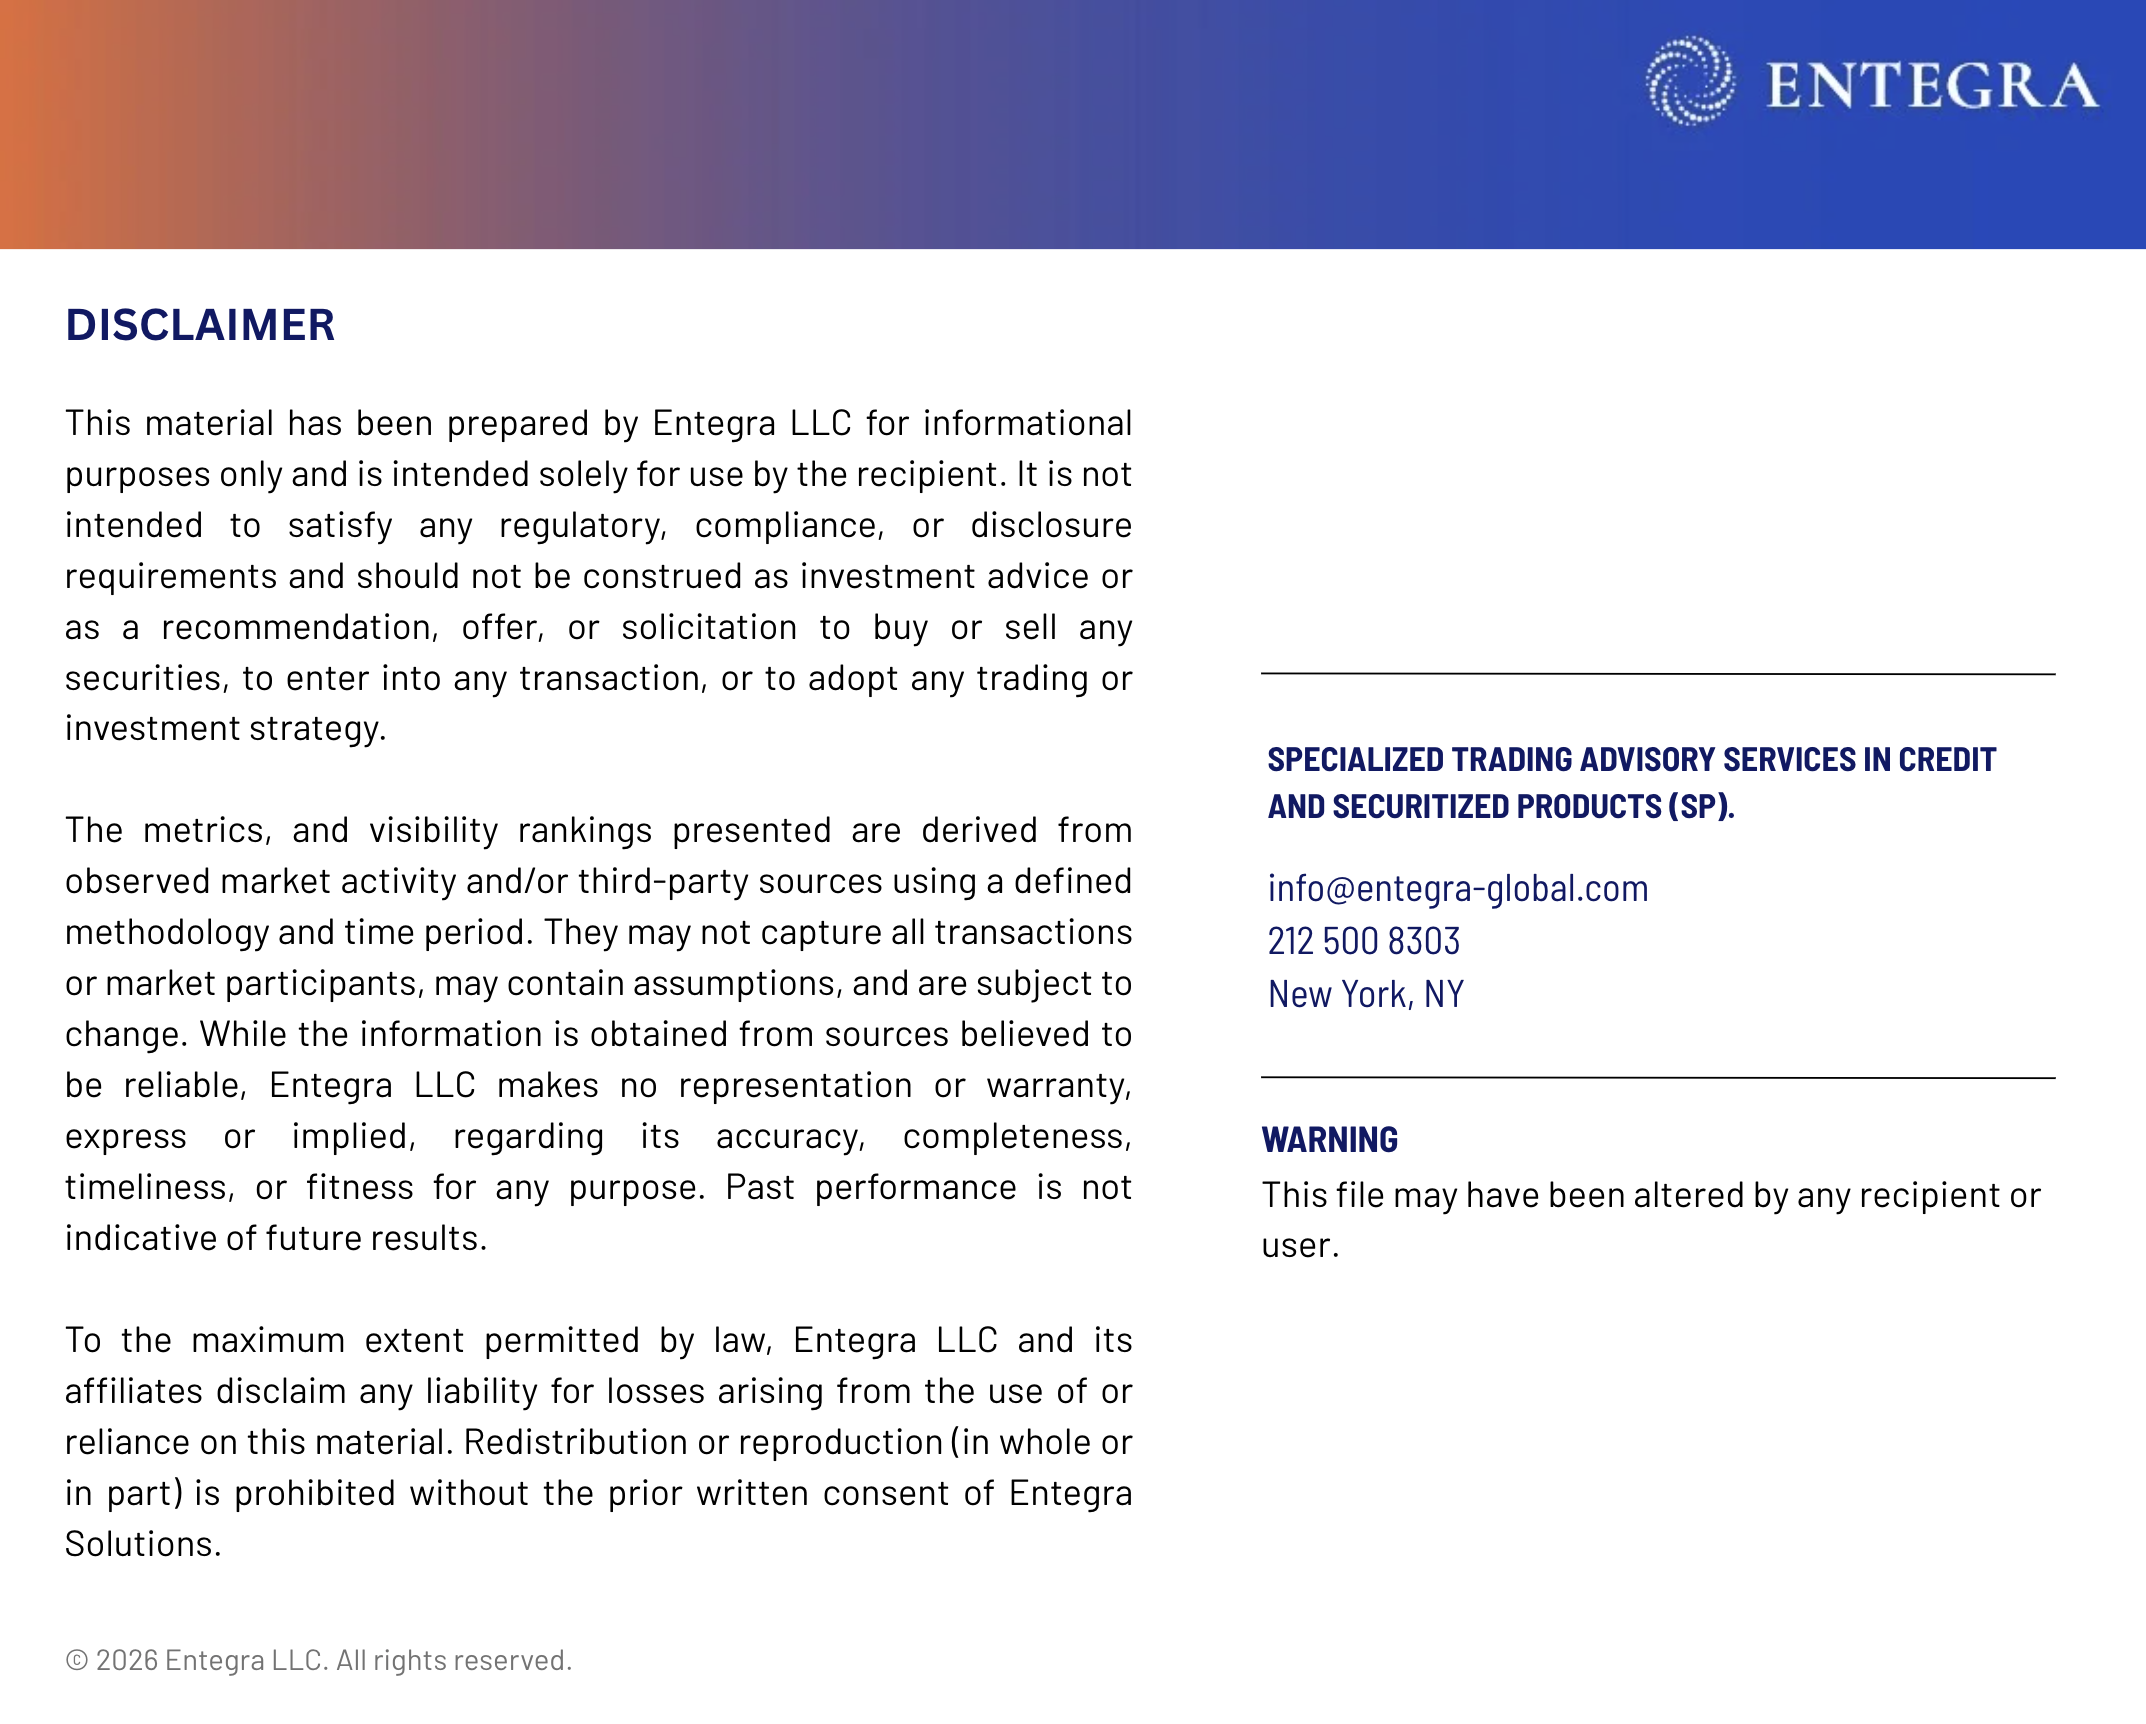 ENTEGRA
DISCLAIMER
This material has been prepared by Entegra LLC for informational
purposes only and is intended solely for use by the recipient. It is not
intended to satisfy any regulatory, compliance, or disclosure
requirements and should not be construed as investment advice or
as a recommendation, offer, or solicitation to buy or sell any
securities, to enter into any transaction, or to adopt any trading or
investment strategy.
The metrics, and visibility rankings presented are derived from
observed market activity and/or third-party sources using a defined
methodology and time period. They may not capture all transactions
or market participants, may contain assumptions, and are subject to
change. While the information is obtained from sources believed to
be reliable, Entegra LLC makes no representation or warranty,
express or implied, regarding its accuracy, completeness,
timeliness, or fitness for any purpose. Past performance is not
indicative of future results.
To the maximum extent permitted by law, Entegra LLC and its
affiliates disclaim any liability for losses arising from the use of or
reliance on this material. Redistribution or reproduction (in whole or
in part) is prohibited without the prior written consent of Entegra
Solutions.
© 2026 Entegra LLC. All rights reserved.
SPECIALIZED TRADING ADVISORY SERVICES IN CREDIT
AND SECURITIZED PRODUCTS (SP).
info@entegra-global.com
212 500 8303
New York, NY
WARNING
This file may have been altered by any recipient or
user.